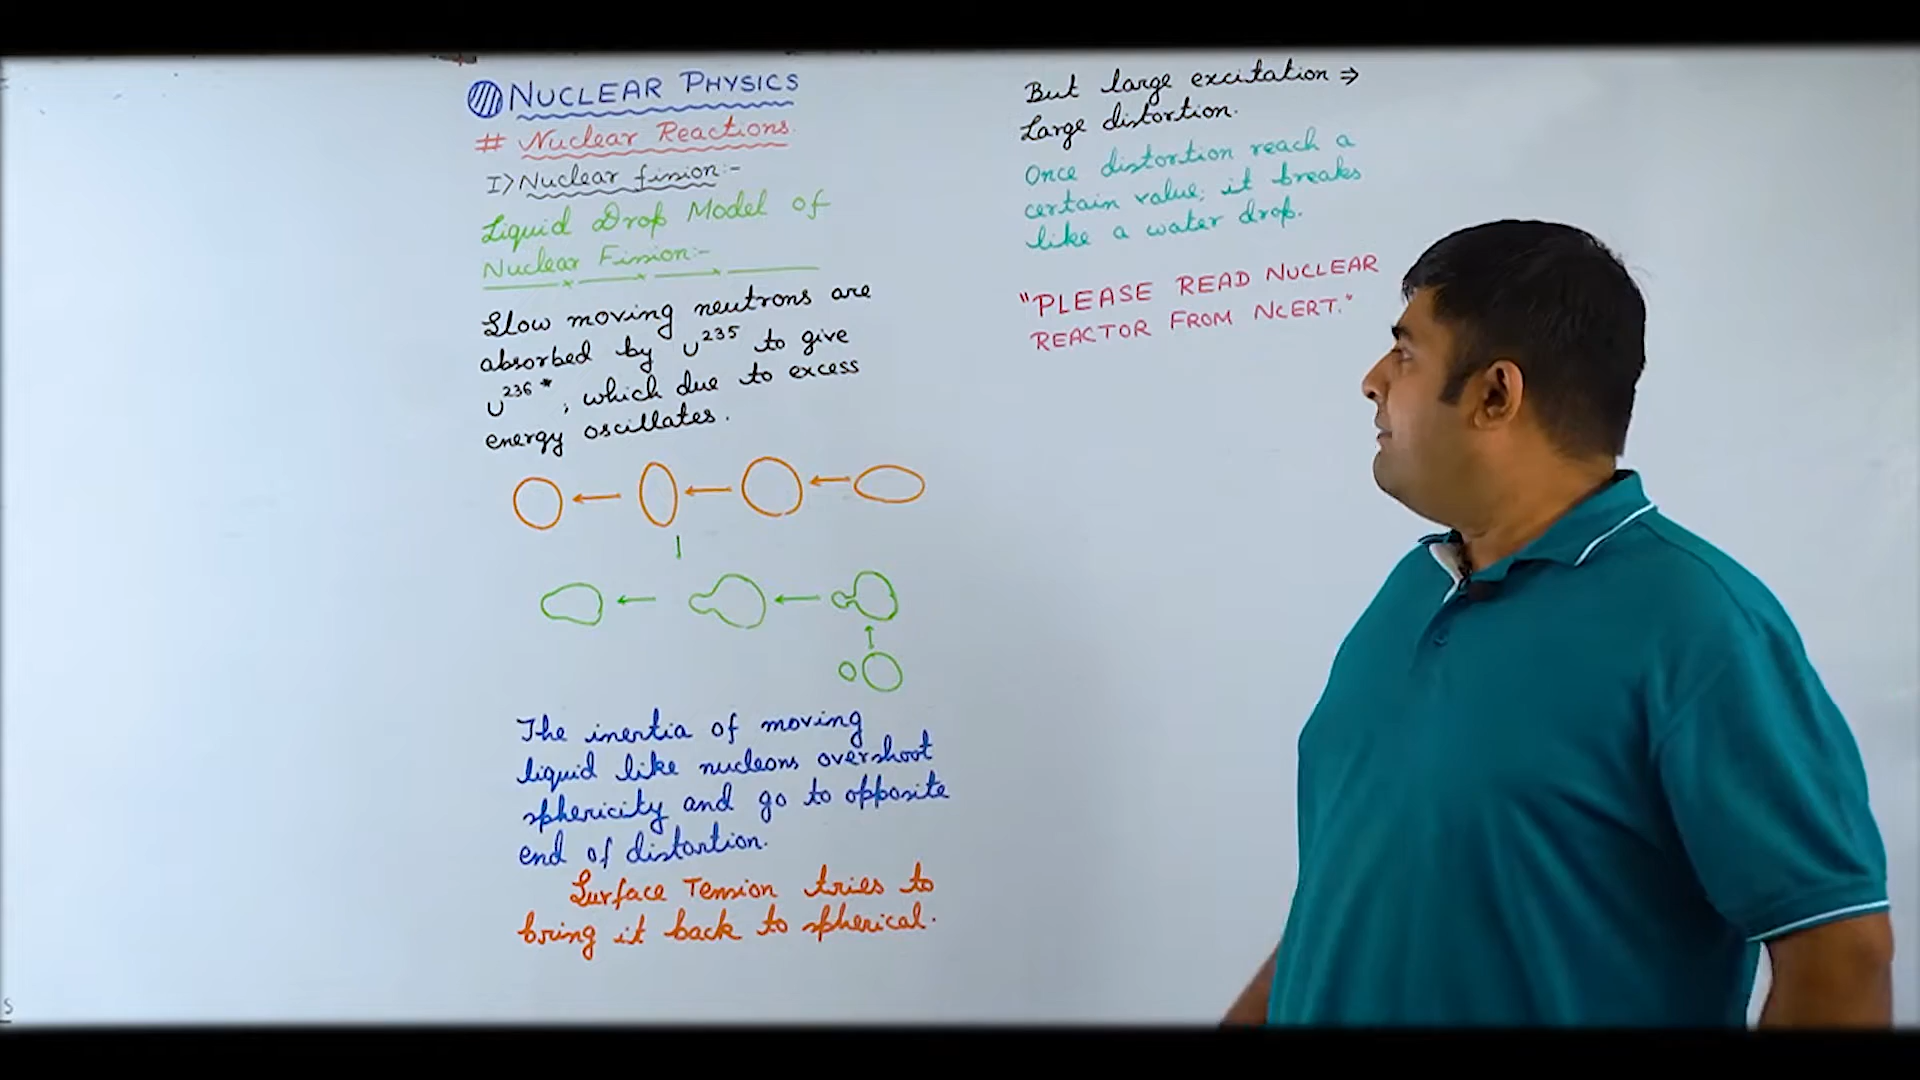 NUCLEAR PHYSICS
# Nuclear Reactions.
I> Nuclear fission:-
Liquid Drop Model of
Nuclear Fission:-
Slow moving neutrons are
absorbed by U²³⁵ to give
U²³⁶*, which due to excess
energy oscillates.
The inertia of moving
liquid like nucleons overshoot
sphericity and go to opposite
end of distortion.
Surface Tension tries to
bring it back to spherical.
But large excitation ⇒
Large distortion.
Once distortion reach a
certain value; it breaks
like a water drop.
"PLEASE READ NUCLEAR
REACTOR FROM NCERT."
S